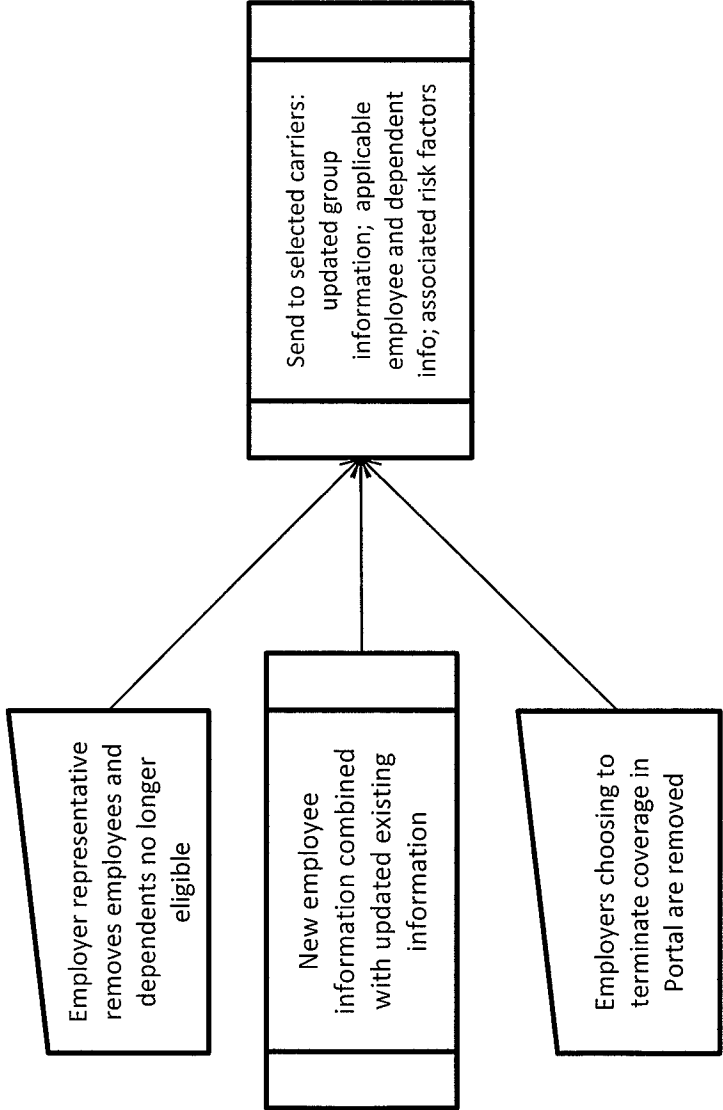 Employer representative
removes employees and
dependents no longer
eligible
New employee
information combined
with updated existing
information
Employers choosing to
terminate coverage in
Portal are removed
Send to selected carriers:
updated group
information; applicable
employee and dependent
info; associated risk factors